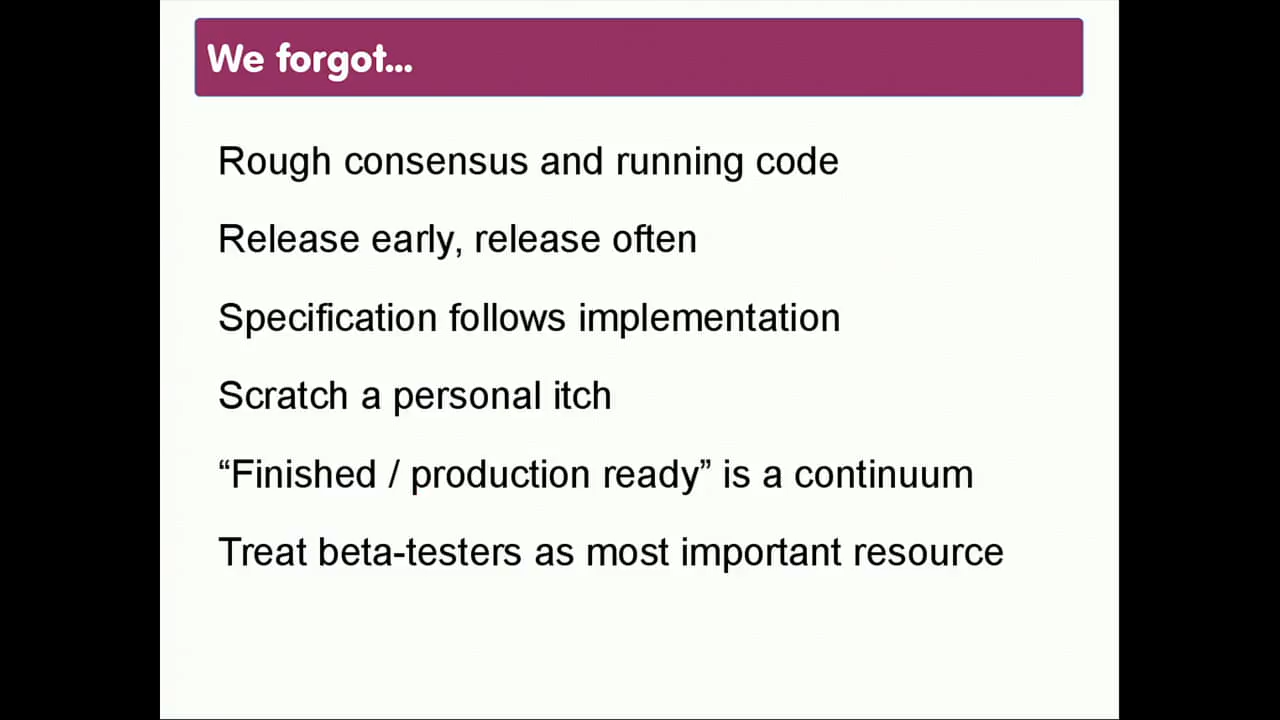 We forgot...
Rough consensus and running code
Release early, release often
Specification follows implementation
Scratch a personal itch
“Finished / production ready” is a continuum
Treat beta-testers as most important resource